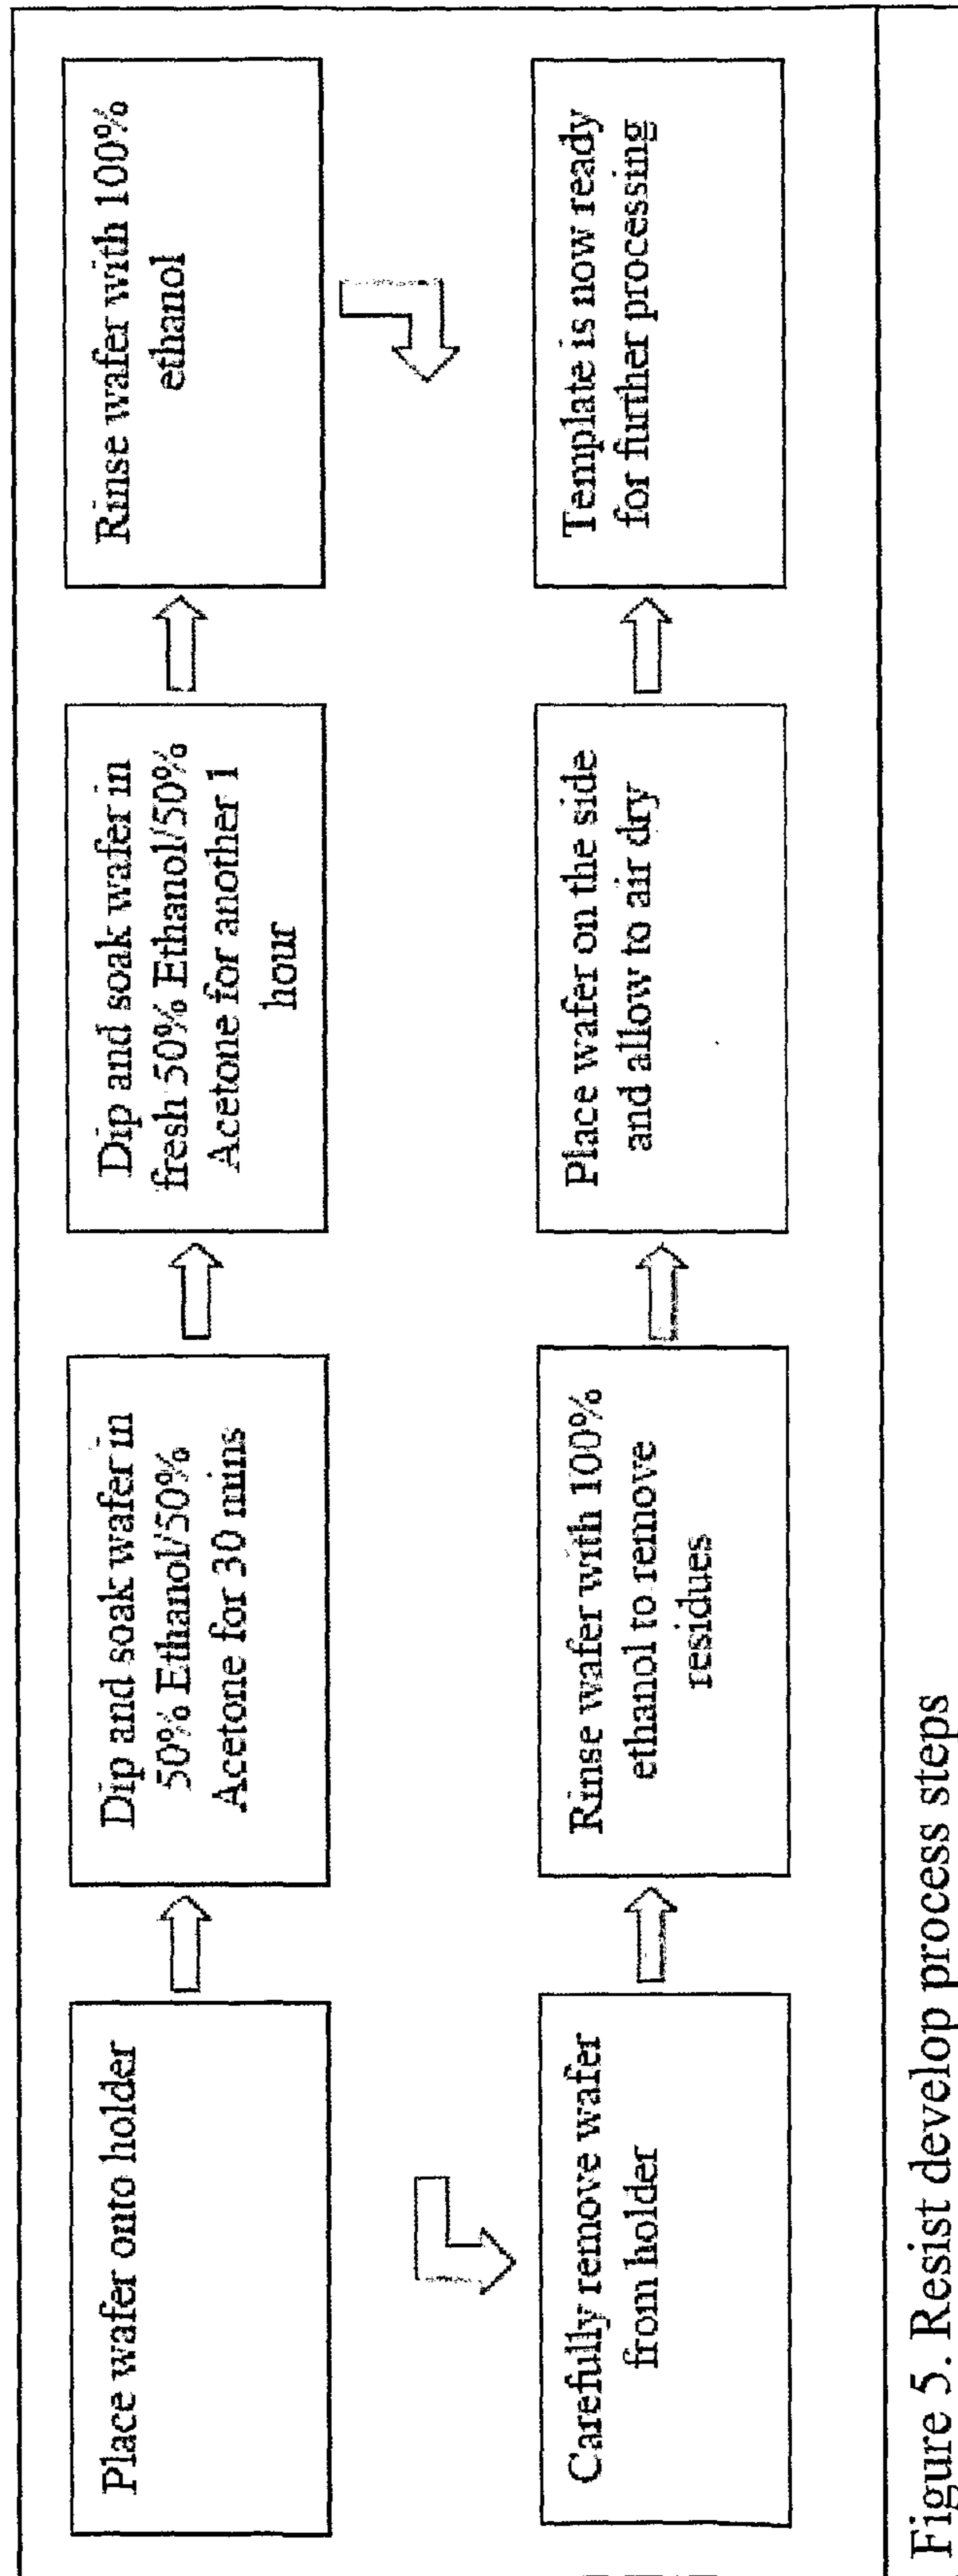 Place wafer onto holder
Dip and soak wafer in
50% Ethanol/50%
Acetone for 30 mins
Dip and soak wafer in
fresh 50% Ethanol/50%
Acetone for another 1
hour
Rinse wafer with 100%
ethanol
Carefully remove wafer
from holder
Rinse wafer with 100%
ethanol to remove
residues
Place wafer on the side
and allow to air dry
Template is now ready
for further processing
Figure 5. Resist develop process steps